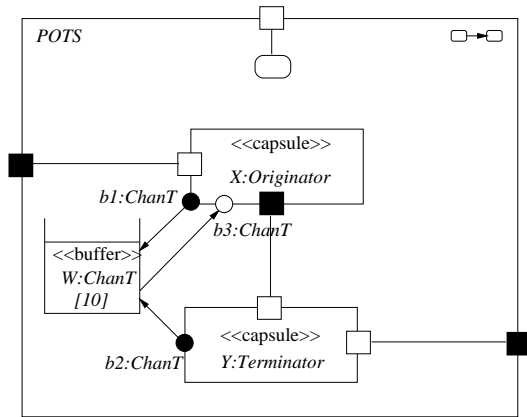 POTS
<<capsule>>
X:Originator
b1:ChanT
b3:ChanT
<<buffer>>
W:ChanT
[10]
<<capsule>>
b2:ChanT
Y:Terminator